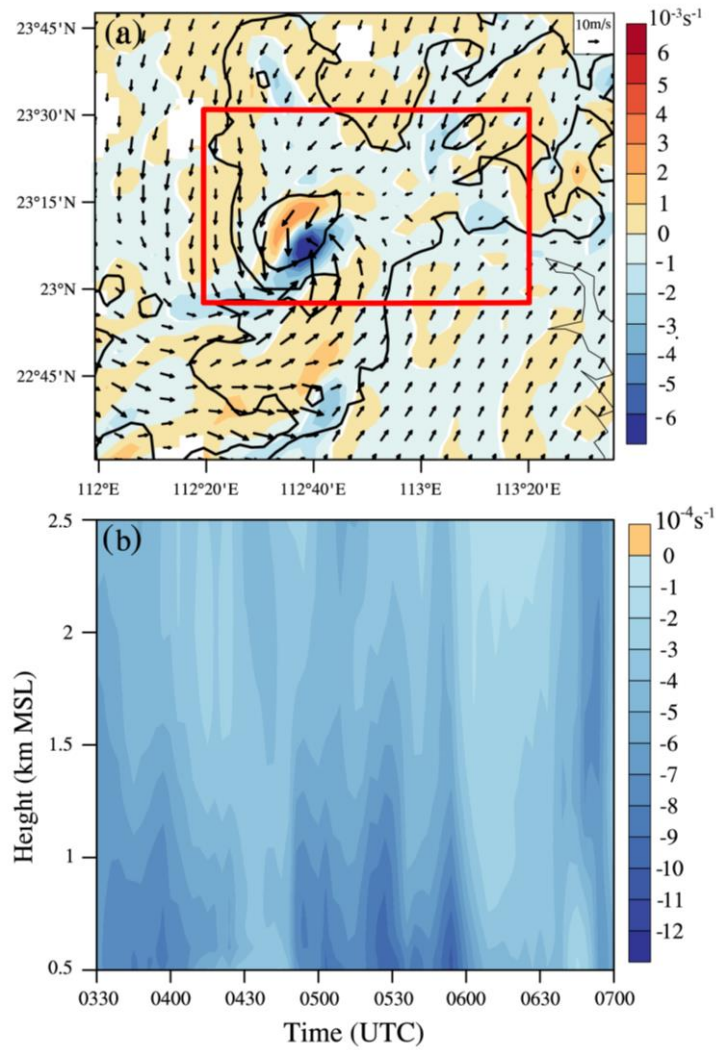 (a)
10m/s
10-3s-1
23°45'N
23°30'N
23°15'N
23°N
22°45'N
112°E
112°20'E
112°40'E
113°E
113°20'E
6
5
4
3
2
1
0
-1
-2
-3
-4
-5
-6
(b)
10-4s-1
2.5
2
1.5
1
0.5
Height (km MSL)
0330
0400
0430
0500
0530
0600
0630
0700
Time (UTC)
0
-1
-2
-3
-4
-5
-6
-7
-8
-9
-10
-11
-12